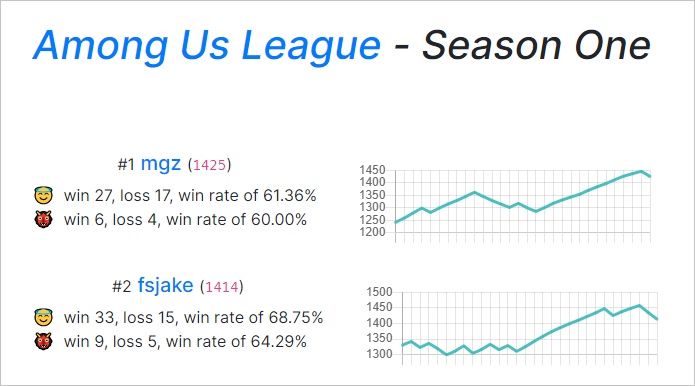 Among Us League - Season One
#1 mgz (1425)
win 27, loss 17, win rate of 61.36%
win 6, loss 4, win rate of 60.00%
1450
1400
1350
1300
1250
1200
#2 fsjake (1414)
win 33, loss 15, win rate of 68.75%
win 9, loss 5, win rate of 64.29%
1500
1450
1400
1350
1300